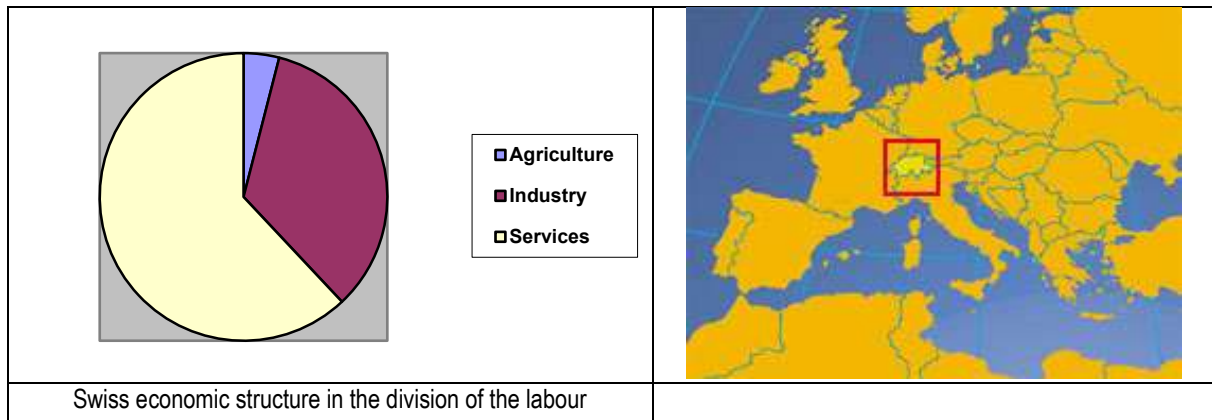 Agriculture
Industry
Services
Swiss economic structure in the division of the labour